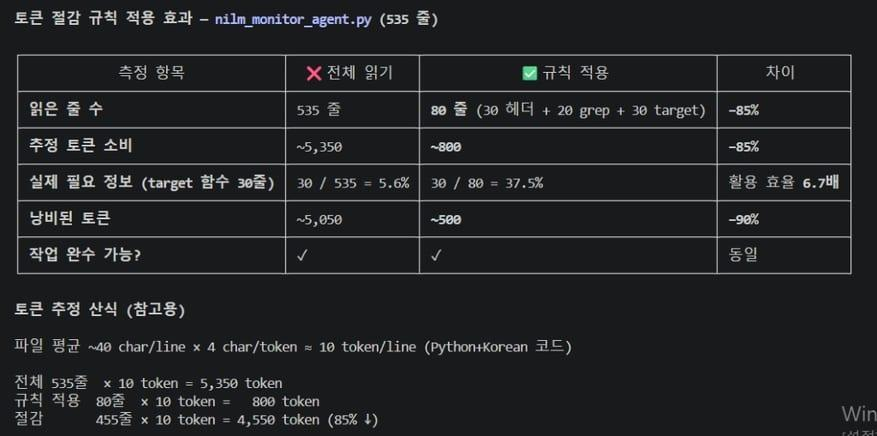 토큰 절감 규칙 적용 효과 — nilm_monitor_agent.py (535 줄)
측정 항목 ❌ 전체 읽기 ✅ 규칙 적용 차이
읽은 줄 수 535 줄 80 줄 (30 헤더 + 20 grep + 30 target) −85%
추정 토큰 소비 ~5,350 ~800 −85%
실제 필요 정보 (target 함수 30줄) 30 / 535 = 5.6% 30 / 80 = 37.5% 활용 효율 6.7배
낭비된 토큰 ~5,050 ~500 −90%
작업 완수 가능? ✓ ✓ 동일
토큰 추정 산식 (참고용)
파일 평균 ~40 char/line x 4 char/token ≈ 10 token/line (Python+Korean 코드)
전체 535줄 x 10 token = 5,350 token
규칙 적용 80줄 x 10 token = 800 token
절감 455줄 x 10 token = 4,550 token (85% ↓)
Win